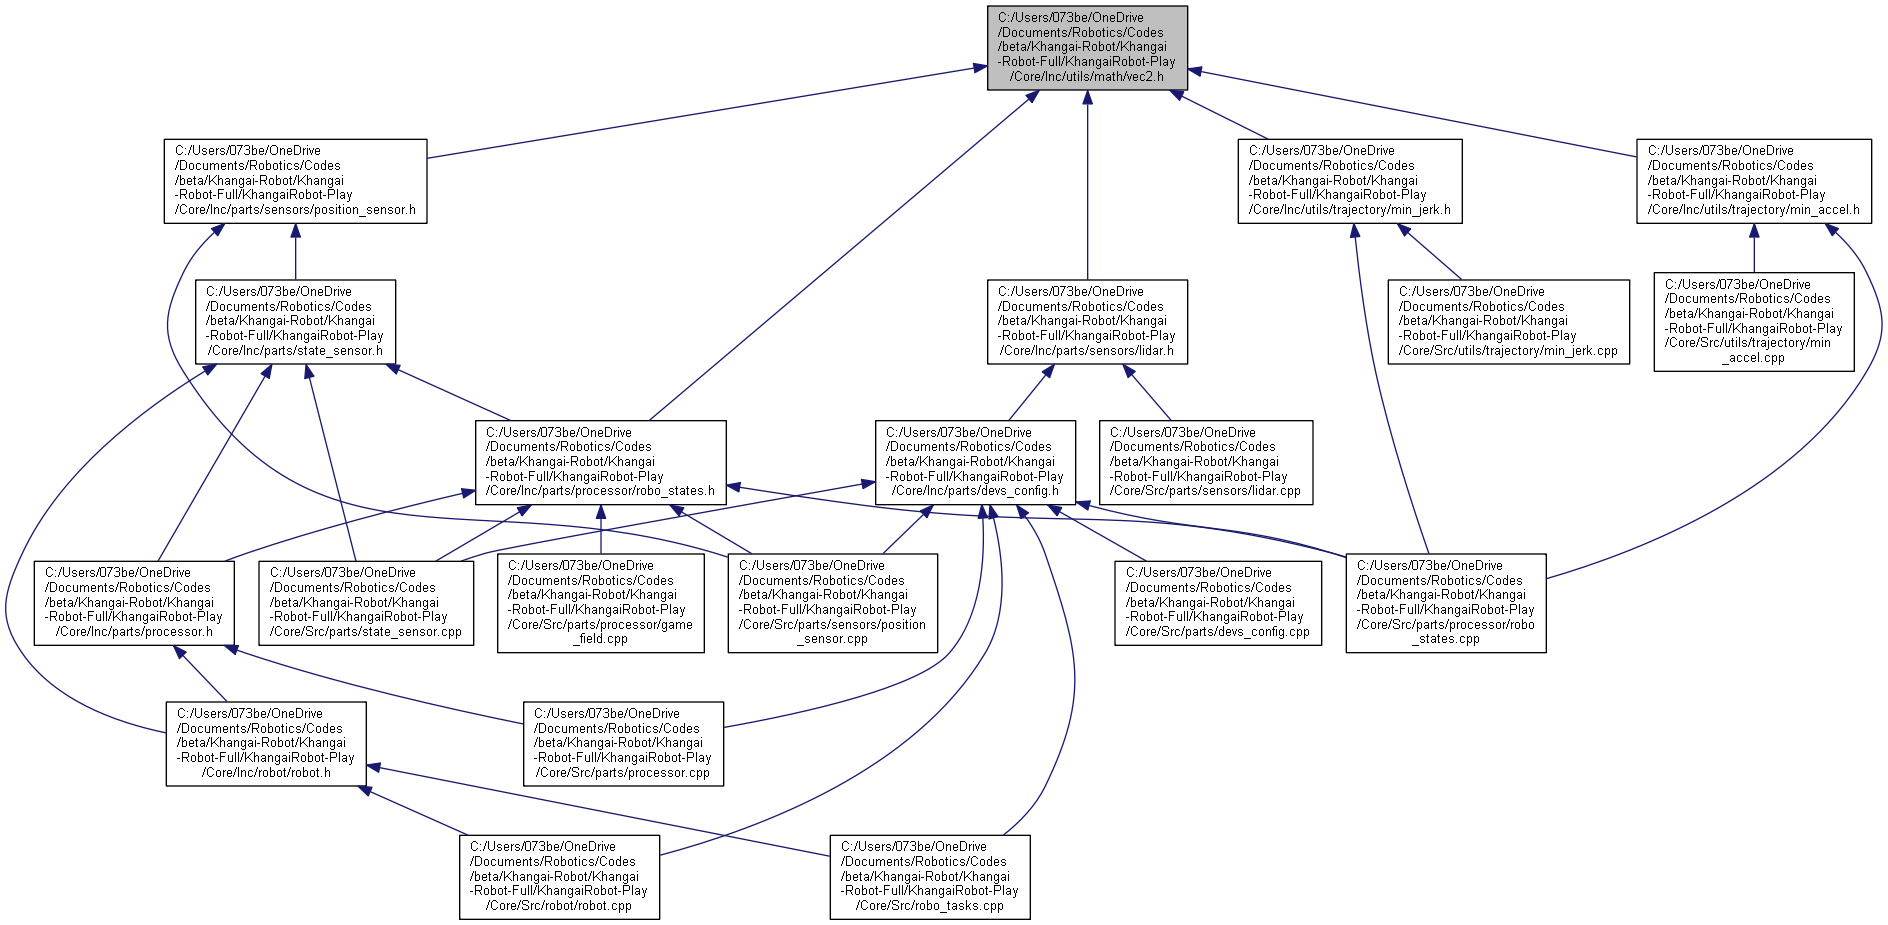 C:/Users/073be/OneDrive
/Documents/Robotics/Codes
/beta/Khangai-Robot/Khangai
-Robot-Full/KhangaiRobot-Play
/Core/Inc/utils/math/vec2.h
C:/Users/073be/OneDrive
/Documents/Robotics/Codes
/beta/Khangai-Robot/Khangai
-Robot-Full/KhangaiRobot-Play
/Core/Inc/parts/sensors/position_sensor.h
C:/Users/073be/OneDrive
/Documents/Robotics/Codes
/beta/Khangai-Robot/Khangai
-Robot-Full/KhangaiRobot-Play
/Core/Inc/utils/trajectory/min_jerk.h
C:/Users/073be/OneDrive
/Documents/Robotics/Codes
/beta/Khangai-Robot/Khangai
-Robot-Full/KhangaiRobot-Play
/Core/Inc/utils/trajectory/min_accel.h
C:/Users/073be/OneDrive
/Documents/Robotics/Codes
/beta/Khangai-Robot/Khangai
-Robot-Full/KhangaiRobot-Play
/Core/Inc/parts/state_sensor.h
C:/Users/073be/OneDrive
/Documents/Robotics/Codes
/beta/Khangai-Robot/Khangai
-Robot-Full/KhangaiRobot-Play
/Core/Inc/parts/sensors/lidar.h
C:/Users/073be/OneDrive
/Documents/Robotics/Codes
/beta/Khangai-Robot/Khangai
-Robot-Full/KhangaiRobot-Play
/Core/Src/utils/trajectory/min_jerk.cpp
C:/Users/073be/OneDrive
/Documents/Robotics/Codes
/beta/Khangai-Robot/Khangai
-Robot-Full/KhangaiRobot-Play
/Core/Src/utils/trajectory/min
_accel.cpp
C:/Users/073be/OneDrive
/Documents/Robotics/Codes
/beta/Khangai-Robot/Khangai
-Robot-Full/KhangaiRobot-Play
/Core/Inc/parts/processor/robo_states.h
C:/Users/073be/OneDrive
/Documents/Robotics/Codes
/beta/Khangai-Robot/Khangai
-Robot-Full/KhangaiRobot-Play
/Core/Inc/parts/devs_config.h
C:/Users/073be/OneDrive
/Documents/Robotics/Codes
/beta/Khangai-Robot/Khangai
-Robot-Full/KhangaiRobot-Play
/Core/Src/parts/sensors/lidar.cpp
C:/Users/073be/OneDrive
/Documents/Robotics/Codes
/beta/Khangai-Robot/Khangai
-Robot-Full/KhangaiRobot-Play
/Core/Inc/parts/processor.h
C:/Users/073be/OneDrive
/Documents/Robotics/Codes
/beta/Khangai-Robot/Khangai
-Robot-Full/KhangaiRobot-Play
/Core/Src/parts/state_sensor.cpp
C:/Users/073be/OneDrive
/Documents/Robotics/Codes
/beta/Khangai-Robot/Khangai
-Robot-Full/KhangaiRobot-Play
/Core/Src/parts/processor/game
_field.cpp
C:/Users/073be/OneDrive
/Documents/Robotics/Codes
/beta/Khangai-Robot/Khangai
-Robot-Full/KhangaiRobot-Play
/Core/Src/parts/sensors/position
_sensor.cpp
C:/Users/073be/OneDrive
/Documents/Robotics/Codes
/beta/Khangai-Robot/Khangai
-Robot-Full/KhangaiRobot-Play
/Core/Src/parts/devs_config.cpp
C:/Users/073be/OneDrive
/Documents/Robotics/Codes
/beta/Khangai-Robot/Khangai
-Robot-Full/KhangaiRobot-Play
/Core/Src/parts/processor/robo
_states.cpp
C:/Users/073be/OneDrive
/Documents/Robotics/Codes
/beta/Khangai-Robot/Khangai
-Robot-Full/KhangaiRobot-Play
/Core/Inc/robot/robot.h
C:/Users/073be/OneDrive
/Documents/Robotics/Codes
/beta/Khangai-Robot/Khangai
-Robot-Full/KhangaiRobot-Play
/Core/Src/parts/processor.cpp
C:/Users/073be/OneDrive
/Documents/Robotics/Codes
/beta/Khangai-Robot/Khangai
-Robot-Full/KhangaiRobot-Play
/Core/Src/robot/robot.cpp
C:/Users/073be/OneDrive
/Documents/Robotics/Codes
/beta/Khangai-Robot/Khangai
-Robot-Full/KhangaiRobot-Play
/Core/Src/robo_tasks.cpp